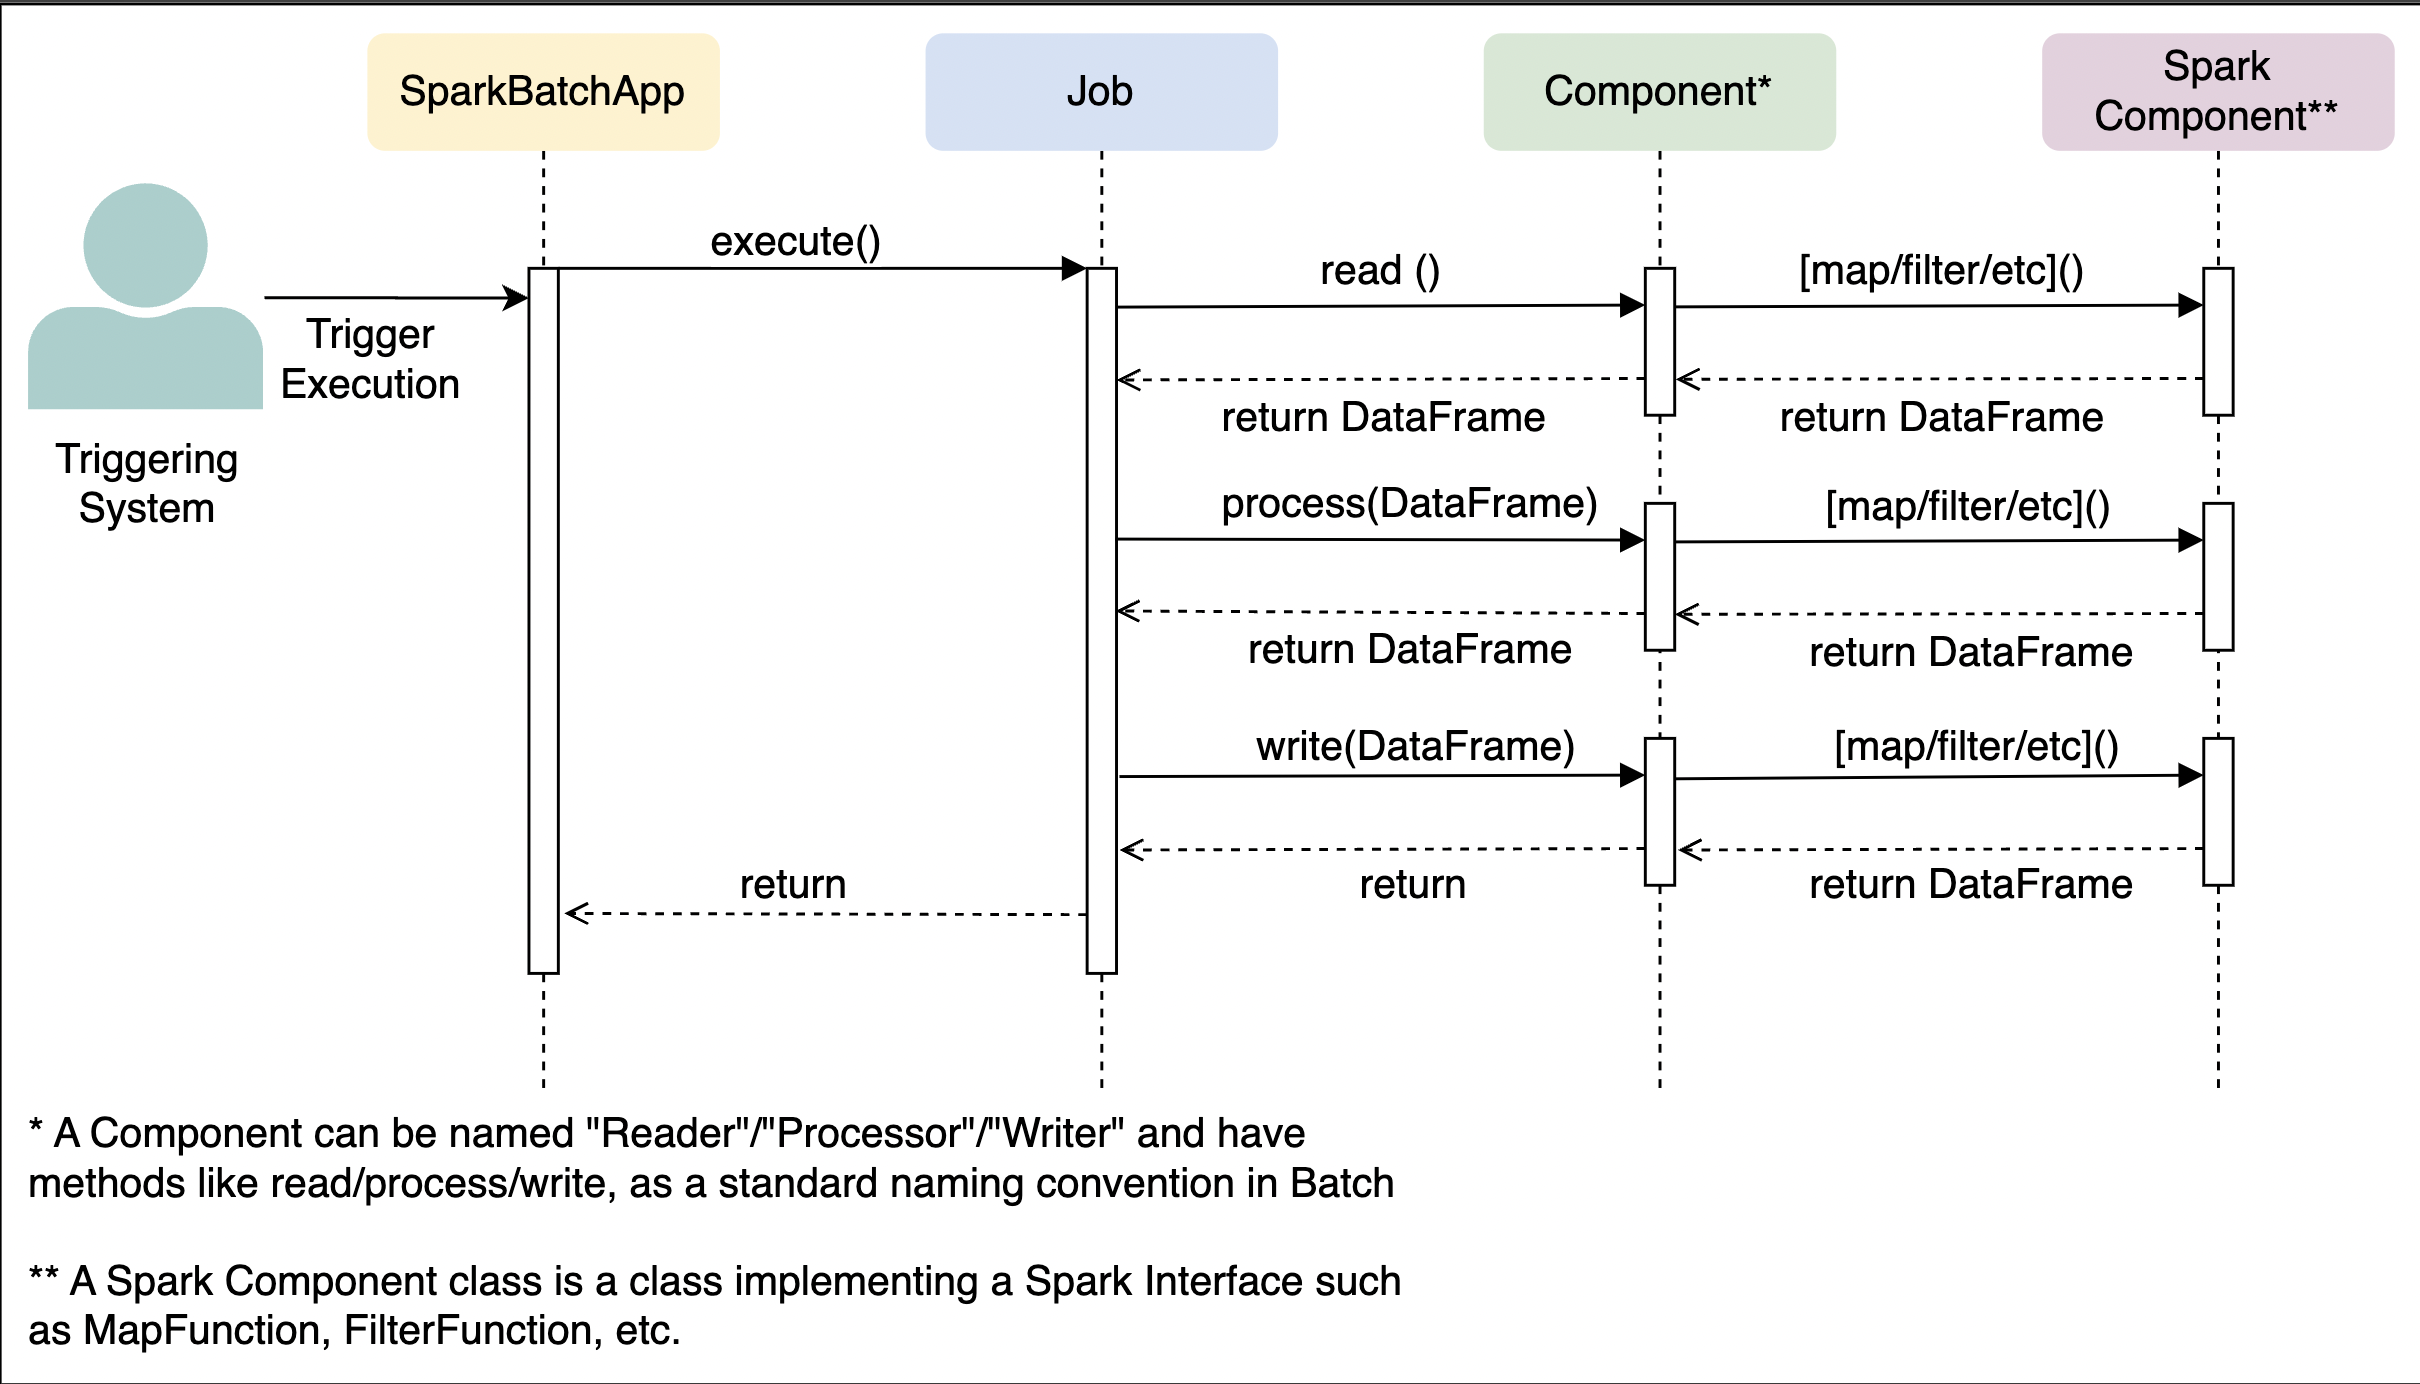 SparkBatchApp
Job
Component*
Spark
Component**
execute()
read ()
[map/filter/etc]()
Trigger
Execution
return DataFrame
return DataFrame
Triggering
System
process(DataFrame)
[map/filter/etc]()
return DataFrame
return DataFrame
write(DataFrame)
[map/filter/etc]()
return
return
return DataFrame
* A Component can be named "Reader"/"Processor"/"Writer" and have
methods like read/process/write, as a standard naming convention in Batch
** A Spark Component class is a class implementing a Spark Interface such
as MapFunction, FilterFunction, etc.